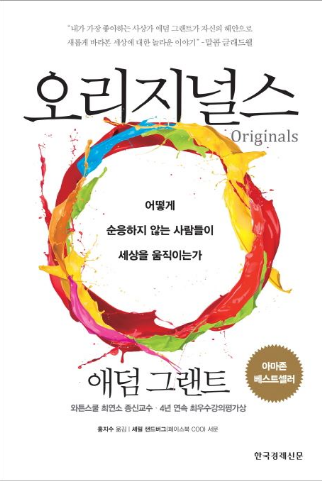 "내가 가장 좋아하는 사상가 애덤 그랜트가 자신의 혜안으로
새롭게 바라본 세상에 대한 놀라운 이야기" - 말콤 글래드웰
오리지널스
Originals
어떻게
순응하지 않는 사람들이
세상을 움직이는가
아마존
베스트셀러
애덤 그랜트
와튼스쿨 최연소 종신교수 · 4년 연속 최우수강의평가상
홍지수 옮김 | 셰릴 샌드버그(페이스북 COO) 서문
한국경제신문